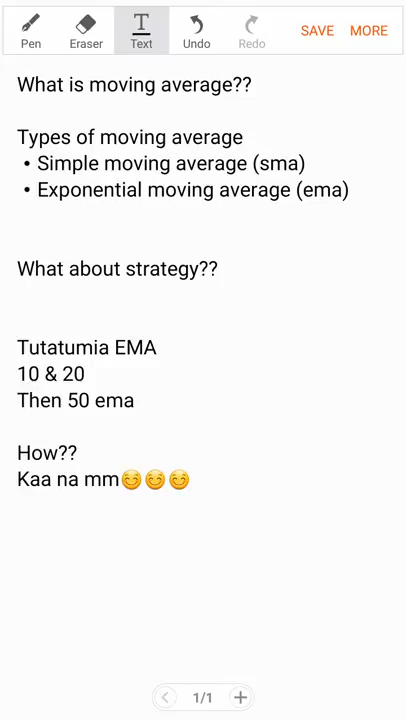 Pen
Eraser
Text
Undo
Redo
SAVE
MORE
What is moving average??
Types of moving average
• Simple moving average (sma)
• Exponential moving average (ema)
What about strategy??
Tutatumia EMA
10 & 20
Then 50 ema
How??
Kaa na mm😊😊😊
1/1